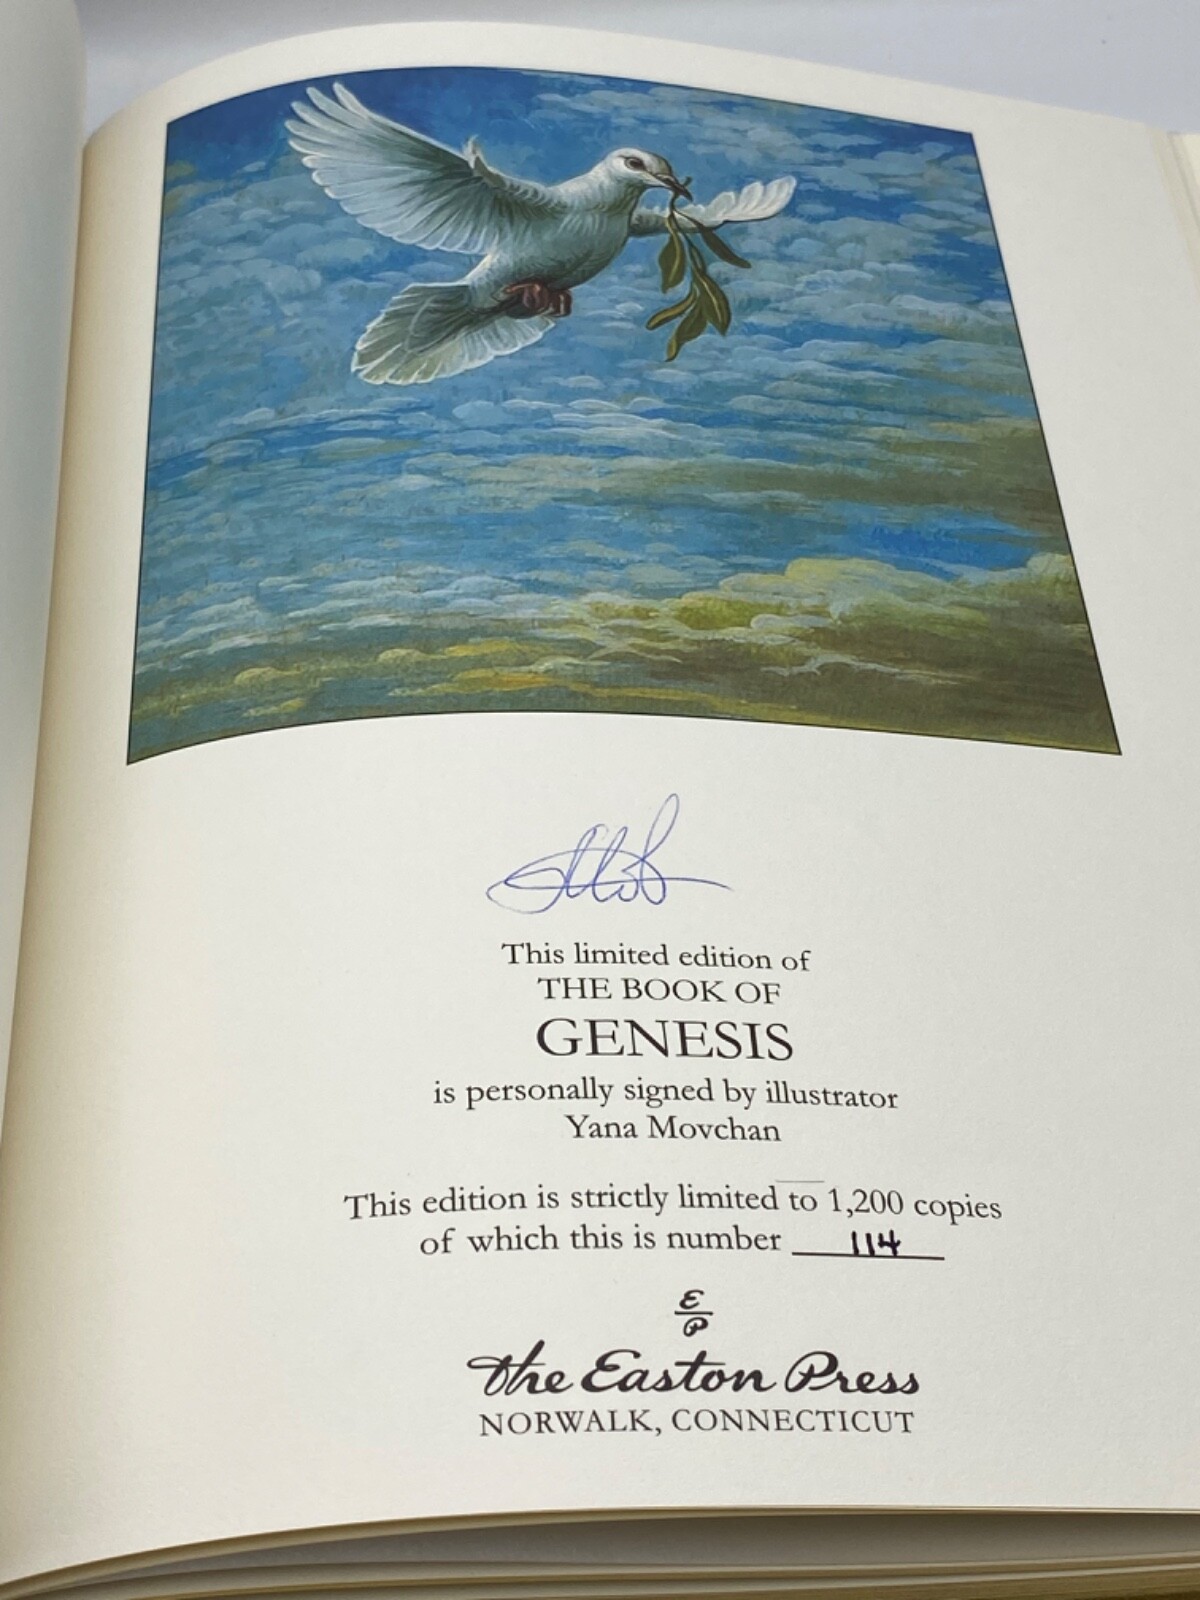 This limited edition of
THE BOOK OF
GENESIS
is personally signed by illustrator
Yana Movchan
This edition is strictly limited to 1,200 copies
of which this is number 114
E
P
The Easton Press
NORWALK, CONNECTICUT